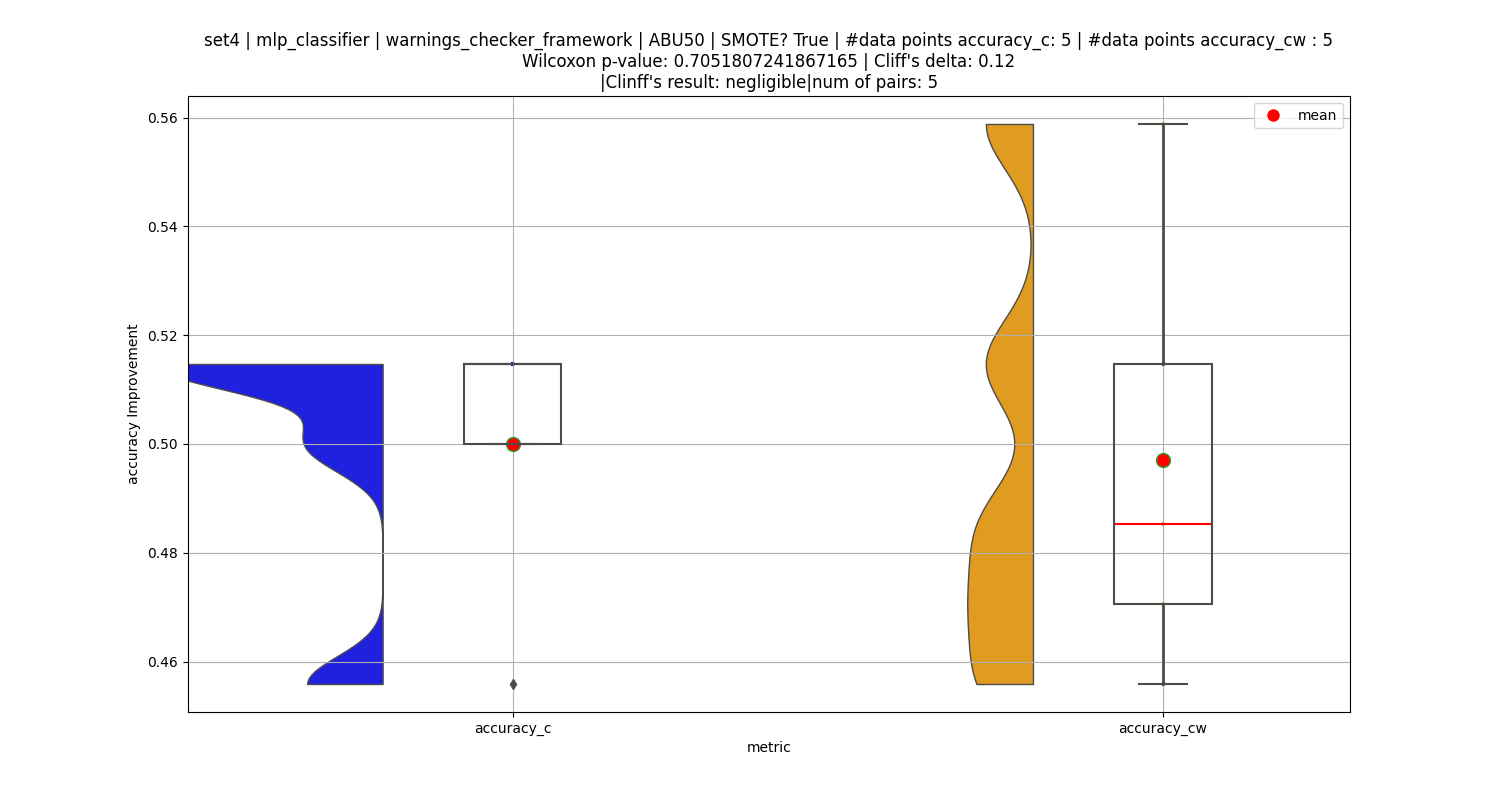 set4 | mlp_classifier | warnings_checker_framework | ABU50 | SMOTE? True | #data points accuracy_c: 5 | #data points accuracy_cw : 5
Wilcoxon p-value: 0.7051807241867165 | Cliff's delta: 0.12
|Clinff's result: negligible|num of pairs: 5
mean
0.56
0.54
0.52
0.50
0.48
0.46
accuracy Improvement
accuracy_c
accuracy_cw
metric